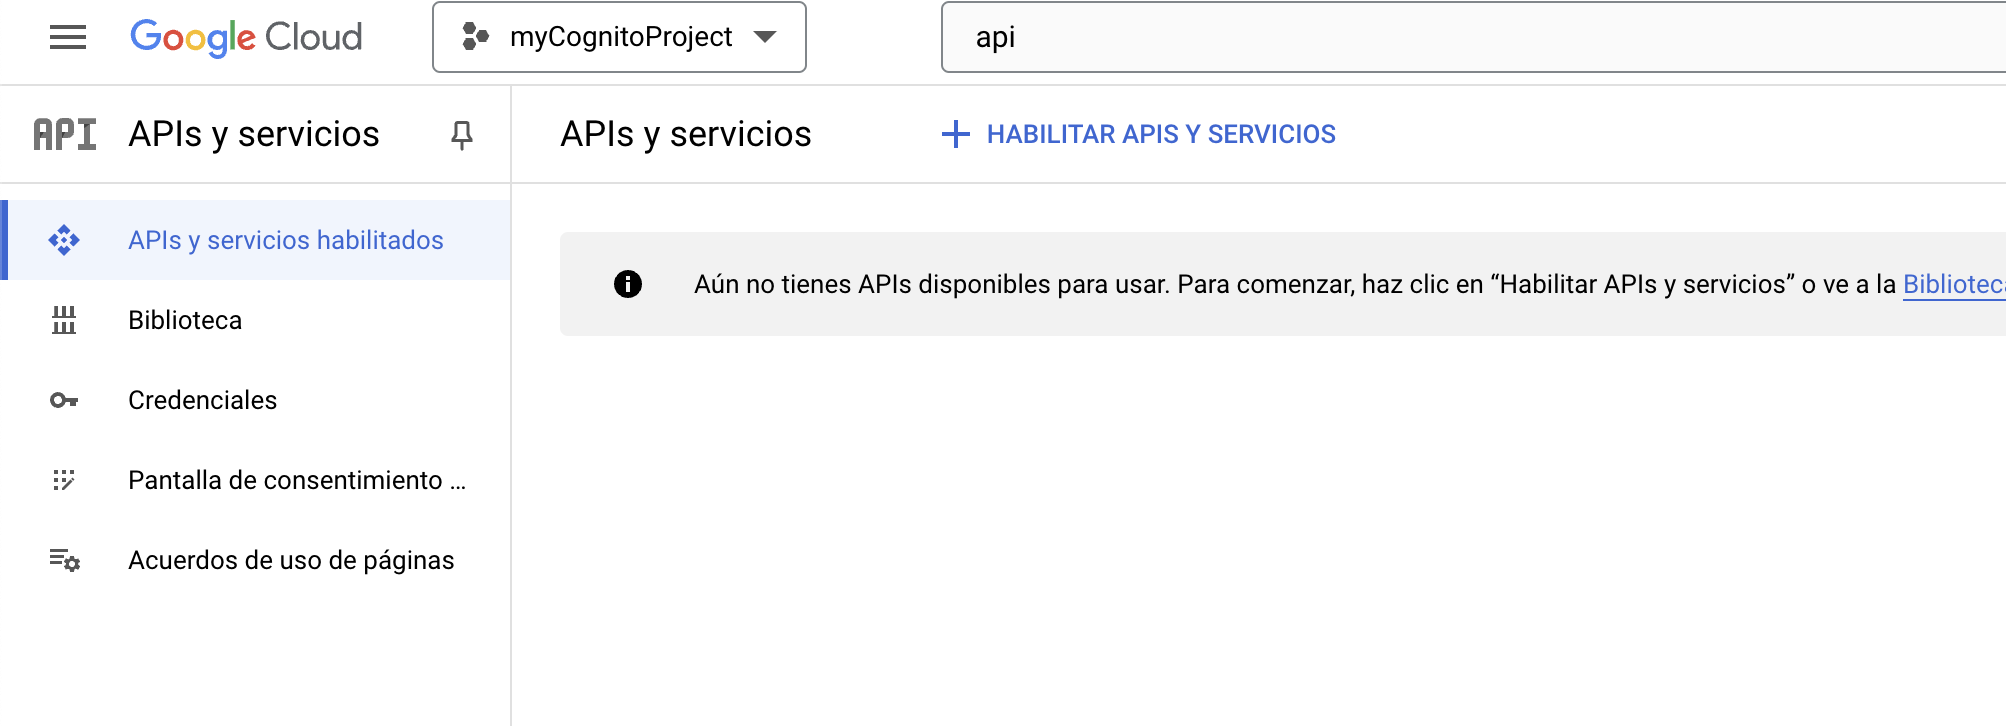 Google Cloud
myCognitoProject
api
API
APIs y servicios
APIs y servicios
HABILITAR APIS Y SERVICIOS
APIs y servicios habilitados
Biblioteca
Credenciales
Pantalla de consentimiento ...
Acuerdos de uso de páginas
Aún no tienes APIs disponibles para usar. Para comenzar, haz clic en “Habilitar APIs y servicios” o ve a la